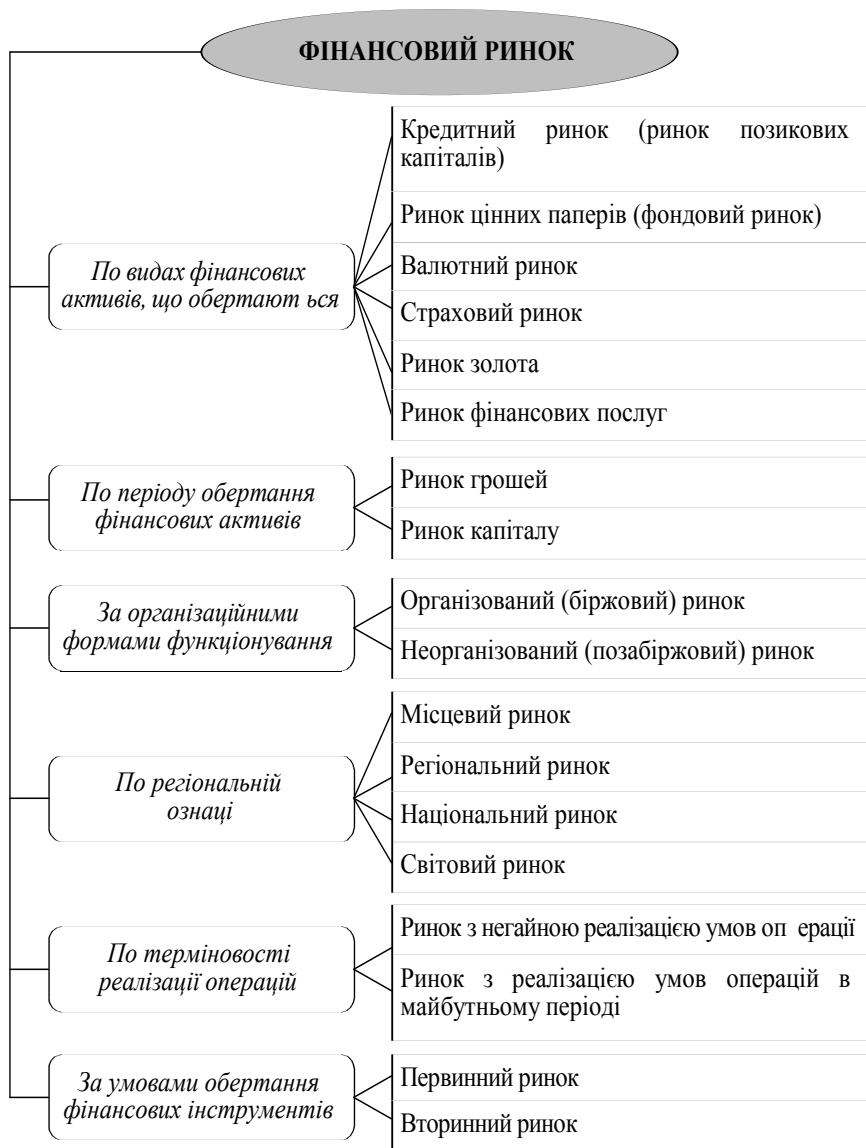 ФІНАНСОВИЙ РИНОК
По видах фінансових
активів, що обертають ься
Кредитний ринок (ринок позикових
капіталів)
Ринок цінних паперів (фондовий ринок)
Валютний ринок
Страховий ринок
Ринок золота
Ринок фінансових послуг
По періоду обертання
фінансових активів
Ринок грошей
Ринок капіталу
За організаційними
формами функціонування
Організований (біржовий) ринок
Неорганізований (позабіржовий) ринок
По регіональній
ознаці
Місцевий ринок
Регіональний ринок
Національний ринок
Світовий ринок
По терміновості
реалізації операцій
Ринок з негайною реалізацією умов оп ерації
Ринок з реалізацією умов операцій в
майбутньому періоді
За умовами обертання
фінансових інструментів
Первинний ринок
Вторинний ринок